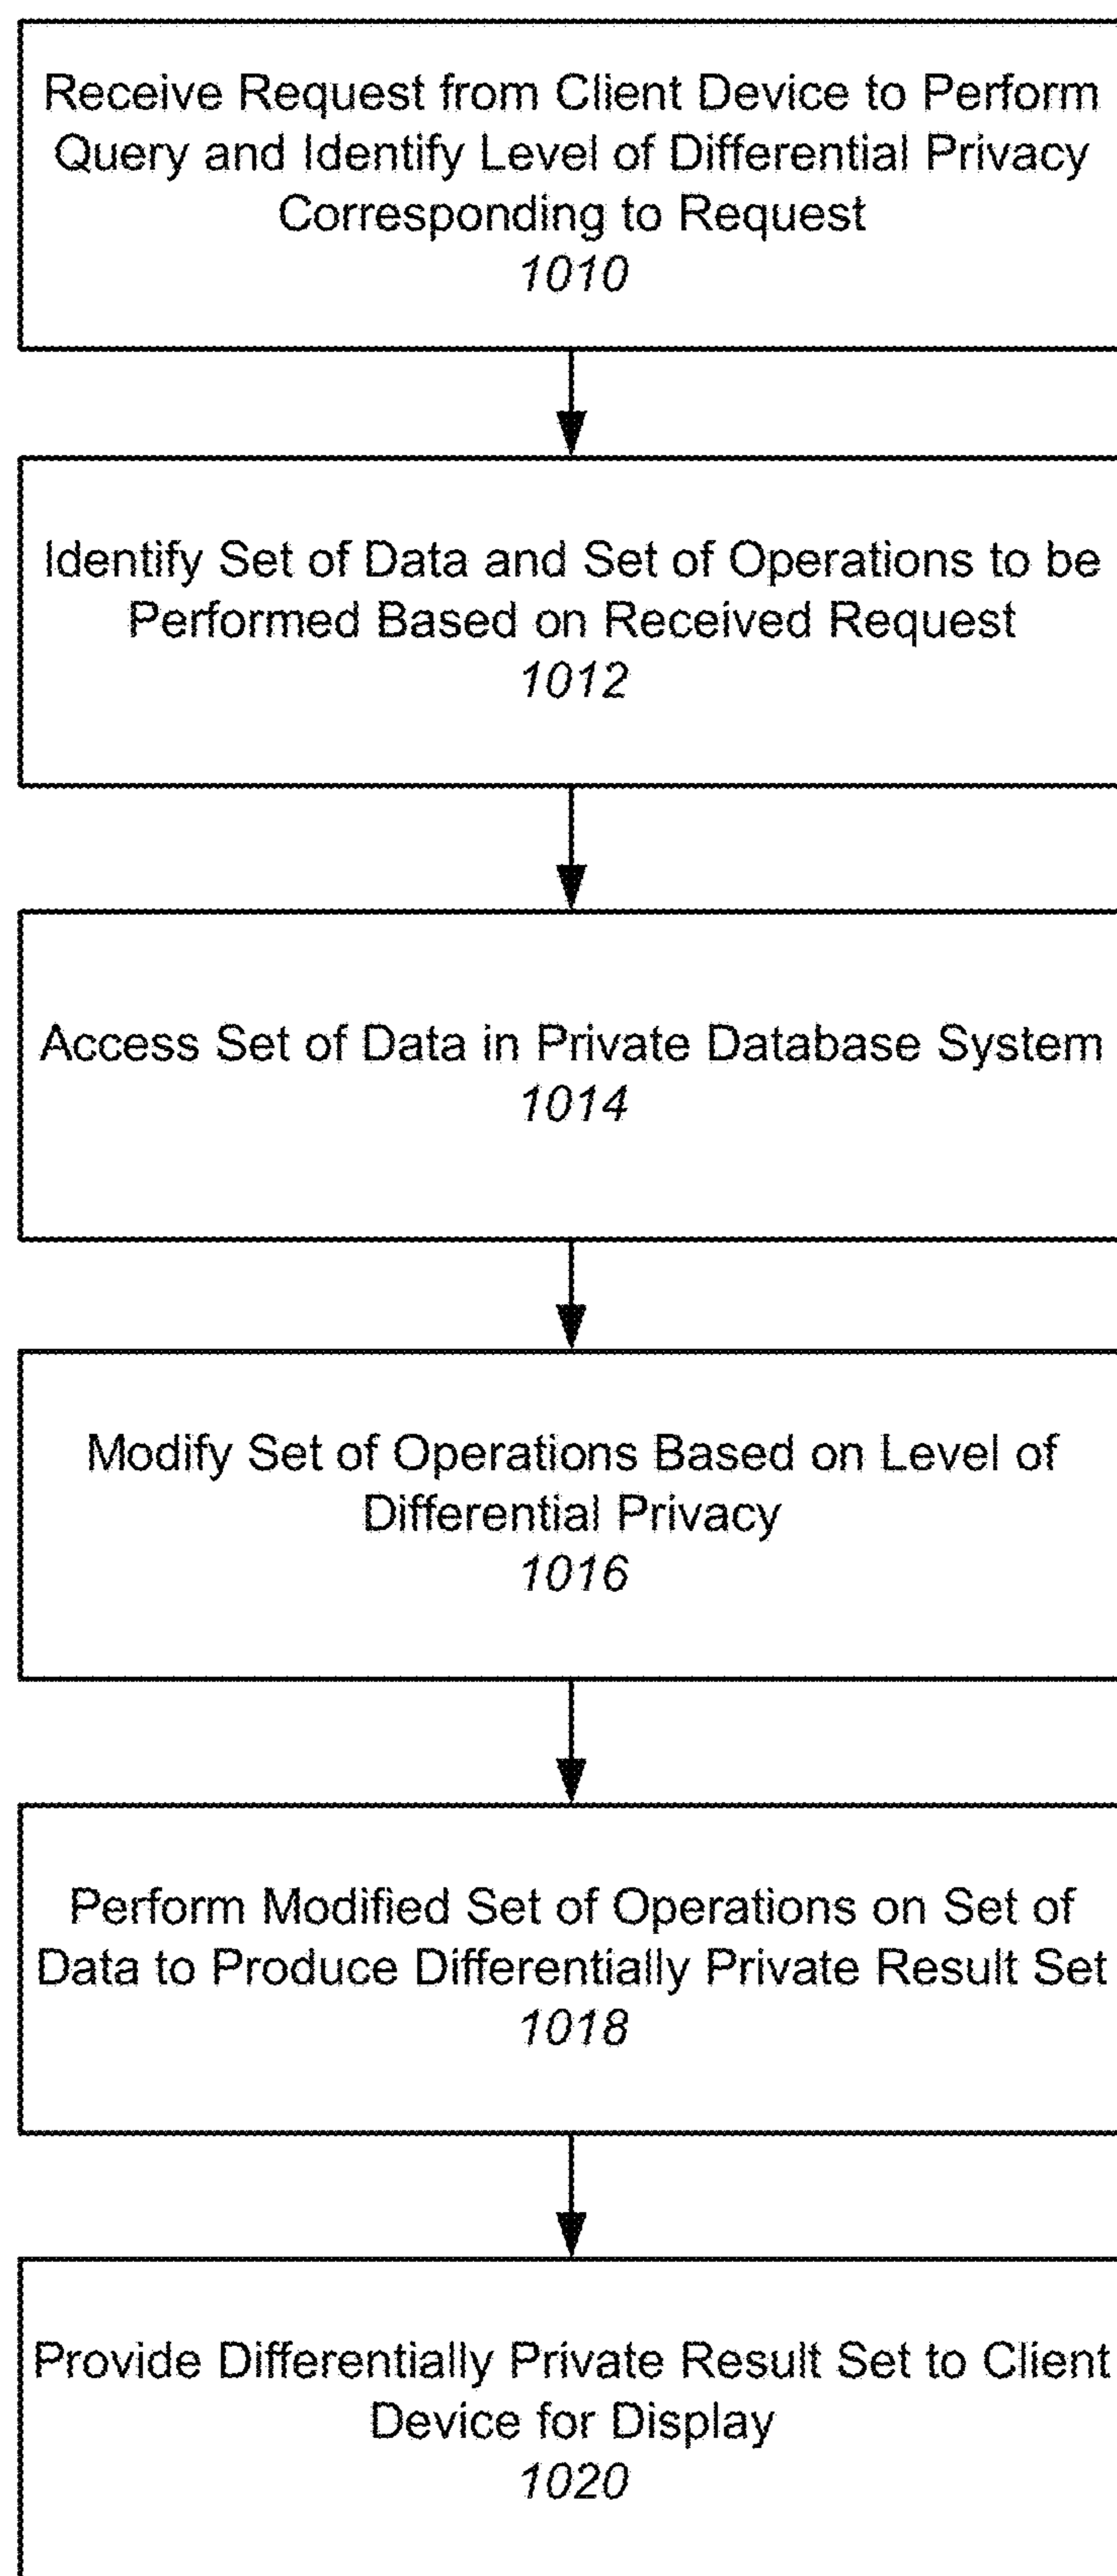 Receive Request from Client Device to Perform
Query and Identify Level of Differential Privacy
Corresponding to Request
1010
Identify Set of Data and Set of Operations to be
Performed Based on Received Request
1012
Access Set of Data in Private Database System
1014
Modify Set of Operations Based on Level of
Differential Privacy
1016
Perform Modified Set of Operations on Set of
Data to Produce Differentially Private Result Set
1018
Provide Differentially Private Result Set to Client
Device for Display
1020